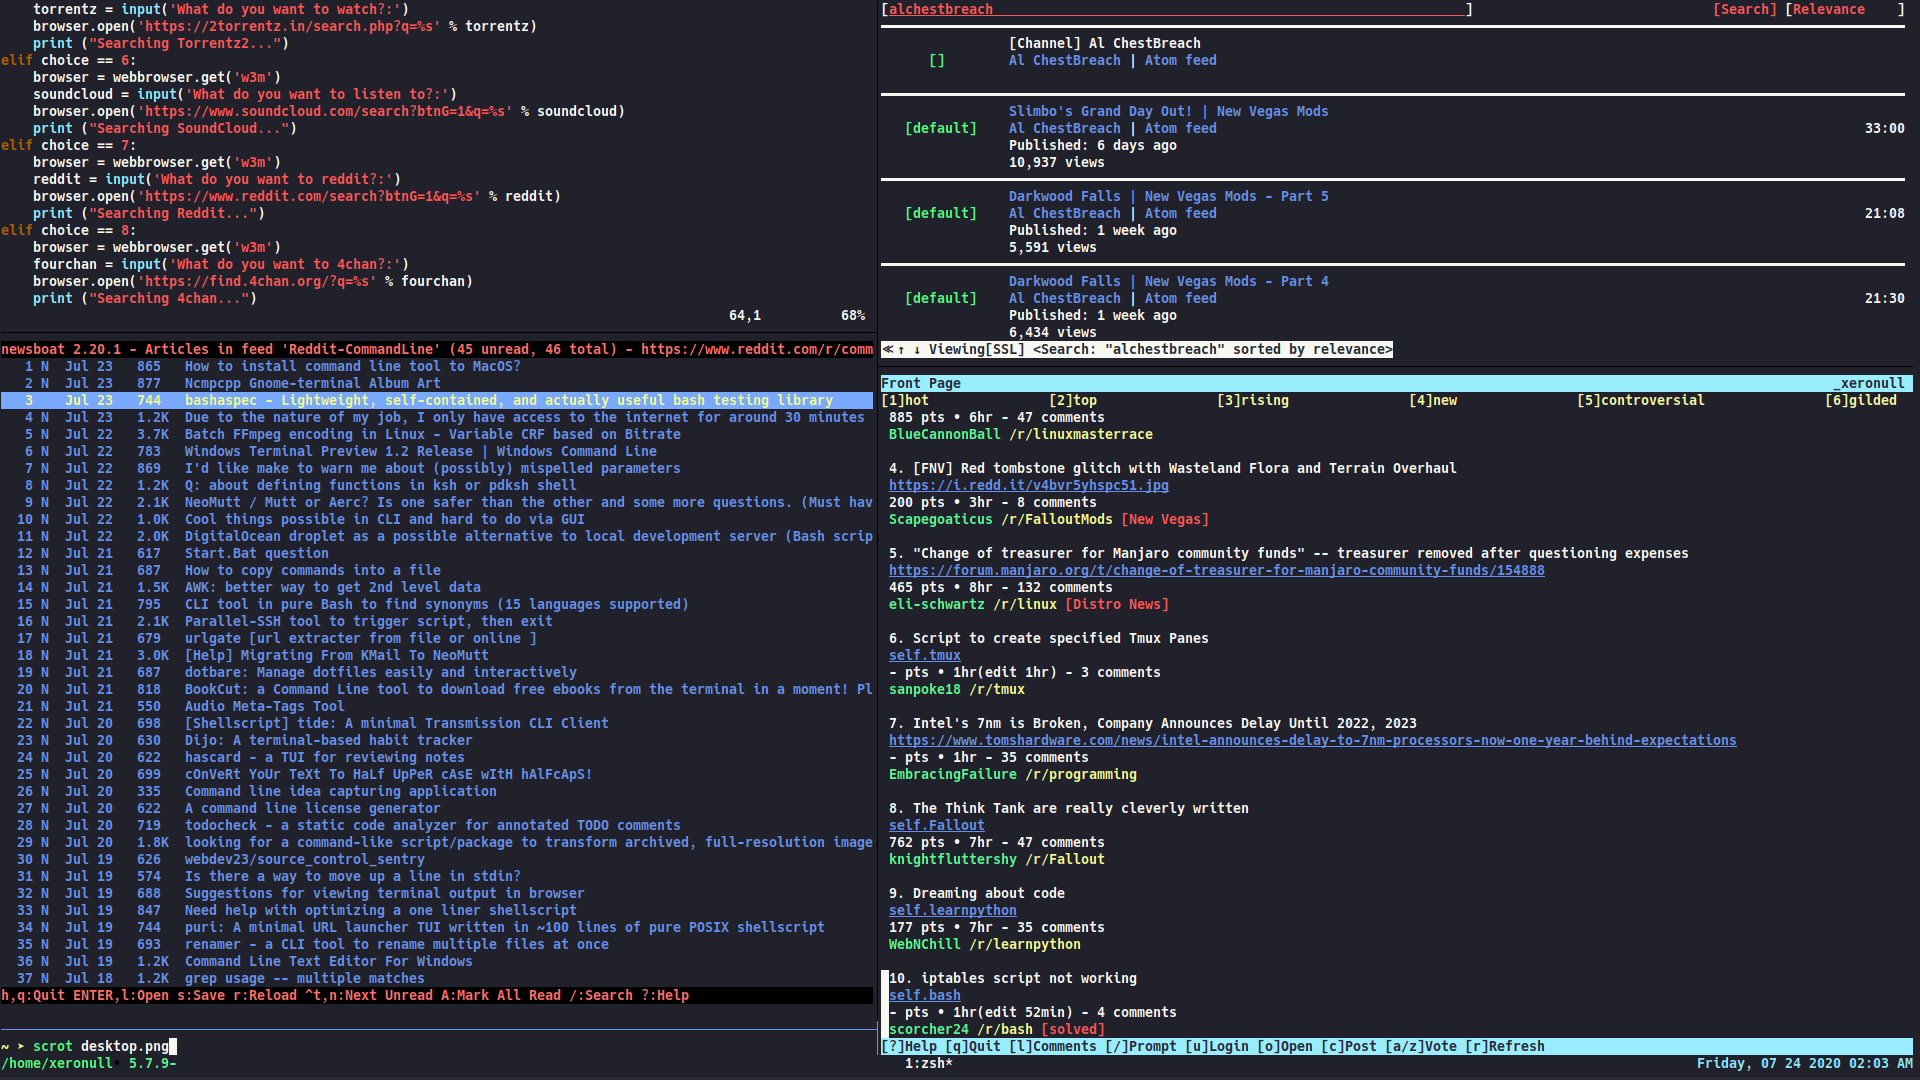 torrentz = input('What do you want to watch?:')
browser.open('https://2torrentz.in/search.php?q=%s' % torrentz)
print ("Searching Torrentz2...")
elif choice == 6:
browser = webbrowser.get('w3m')
soundcloud = input('What do you want to listen to?:')
browser.open('https://www.soundcloud.com/search?btnG=1&q=%s' % soundcloud)
print ("Searching SoundCloud...")
elif choice == 7:
browser = webbrowser.get('w3m')
reddit = input('What do you want to reddit?:')
browser.open('https://www.reddit.com/search?btnG=1&q=%s' % reddit)
print ("Searching Reddit...")
elif choice == 8:
browser = webbrowser.get('w3m')
fourchan = input('What do you want to 4chan?:')
browser.open('https://find.4chan.org/?q=%s' % fourchan)
print ("Searching 4chan...")
64,1 68%
newsboat 2.20.1 - Articles in feed 'Reddit-CommandLine' (45 unread, 46 total) - https://www.reddit.com/r/comm
1 N Jul 23 865 How to install command line tool to MacOS?
2 N Jul 23 877 Ncmpcpp Gnome-terminal Album Art
3 Jul 23 744 bashaspec - Lightweight, self-contained, and actually useful bash testing library
4 N Jul 23 1.2K Due to the nature of my job, I only have access to the internet for around 30 minutes
5 N Jul 22 3.7K Batch FFmpeg encoding in Linux - Variable CRF based on Bitrate
6 N Jul 22 783 Windows Terminal Preview 1.2 Release | Windows Command Line
7 N Jul 22 869 I'd like make to warn me about (possibly) mispelled parameters
8 N Jul 22 1.2K Q: about defining functions in ksh or pdksh shell
9 N Jul 22 2.1K NeoMutt / Mutt or Aerc? Is one safer than the other and some more questions. (Must hav
10 N Jul 22 1.0K Cool things possible in CLI and hard to do via GUI
11 N Jul 22 2.0K DigitalOcean droplet as a possible alternative to local development server (Bash scrip
12 N Jul 21 617 Start.Bat question
13 N Jul 21 687 How to copy commands into a file
14 N Jul 21 1.5K AWK: better way to get 2nd level data
15 N Jul 21 795 CLI tool in pure Bash to find synonyms (15 languages supported)
16 N Jul 21 2.1K Parallel-SSH tool to trigger script, then exit
17 N Jul 21 679 urlgate [url extracter from file or online ]
18 N Jul 21 3.0K [Help] Migrating From KMail To NeoMutt
19 N Jul 21 687 dotbare: Manage dotfiles easily and interactively
20 N Jul 21 818 BookCut: a Command Line tool to download free ebooks from the terminal in a moment! Pl
21 N Jul 21 550 Audio Meta-Tags Tool
22 N Jul 20 698 [Shellscript] tide: A minimal Transmission CLI Client
23 N Jul 20 630 Dijo: A terminal-based habit tracker
24 N Jul 20 622 hascard - a TUI for reviewing notes
25 N Jul 20 699 cOnVeRt YoUr TeXt To HaLf UpPeR cAsE wItH hAlFcApS!
26 N Jul 20 335 Command line idea capturing application
27 N Jul 20 622 A command line license generator
28 N Jul 20 719 todocheck - a static code analyzer for annotated TODO comments
29 N Jul 20 1.8K looking for a command-like script/package to transform archived, full-resolution image
30 N Jul 19 626 webdev23/source_control_sentry
31 N Jul 19 574 Is there a way to move up a line in stdin?
32 N Jul 19 688 Suggestions for viewing terminal output in browser
33 N Jul 19 847 Need help with optimizing a one liner shellscript
34 N Jul 19 744 puri: A minimal URL launcher TUI written in ~100 lines of pure POSIX shellscript
35 N Jul 19 693 renamer - a CLI tool to rename multiple files at once
36 N Jul 19 1.2K Command Line Text Editor For Windows
37 N Jul 18 1.2K grep usage -- multiple matches
h,q:Quit ENTER,l:Open s:Save r:Reload ^t,n:Next Unread A:Mark All Read /:Search ?:Help
~ ➤ scrot desktop.png
/home/xeronull• 5.7.9-
[alchestbreach] [Search] [Relevance ]
[Channel] Al ChestBreach
[] Al ChestBreach | Atom feed
Slimbo's Grand Day Out! | New Vegas Mods
[default] Al ChestBreach | Atom feed 33:00
Published: 6 days ago
10,937 views
Darkwood Falls | New Vegas Mods - Part 5
[default] Al ChestBreach | Atom feed 21:08
Published: 1 week ago
5,591 views
Darkwood Falls | New Vegas Mods - Part 4
[default] Al ChestBreach | Atom feed 21:30
Published: 1 week ago
6,434 views
≪↑ ↓ Viewing[SSL] <Search: "alchestbreach" sorted by relevance>
Front Page _xeronull
[1]hot [2]top [3]rising [4]new [5]controversial [6]gilded
885 pts • 6hr - 47 comments
BlueCannonBall /r/linuxmasterrace
4. [FNV] Red tombstone glitch with Wasteland Flora and Terrain Overhaul
https://i.redd.it/v4bvr5yhspc51.jpg
200 pts • 3hr - 8 comments
Scapegoaticus /r/FalloutMods [New Vegas]
5. "Change of treasurer for Manjaro community funds" -- treasurer removed after questioning expenses
https://forum.manjaro.org/t/change-of-treasurer-for-manjaro-community-funds/154888
465 pts • 8hr - 132 comments
eli-schwartz /r/linux [Distro News]
6. Script to create specified Tmux Panes
self.tmux
- pts • 1hr(edit 1hr) - 3 comments
sanpoke18 /r/tmux
7. Intel's 7nm is Broken, Company Announces Delay Until 2022, 2023
https://www.tomshardware.com/news/intel-announces-delay-to-7nm-processors-now-one-year-behind-expectations
- pts • 1hr - 35 comments
EmbracingFailure /r/programming
8. The Think Tank are really cleverly written
self.Fallout
762 pts • 7hr - 47 comments
knightfluttershy /r/Fallout
9. Dreaming about code
self.learnpython
177 pts • 7hr - 35 comments
WebNChill /r/learnpython
10. iptables script not working
self.bash
- pts • 1hr(edit 52min) - 4 comments
scorcher24 /r/bash [solved]
[?]Help [q]Quit [l]Comments [/]Prompt [u]Login [o]Open [c]Post [a/z]Vote [r]Refresh
1:zsh* Friday, 07 24 2020 02:03 AM